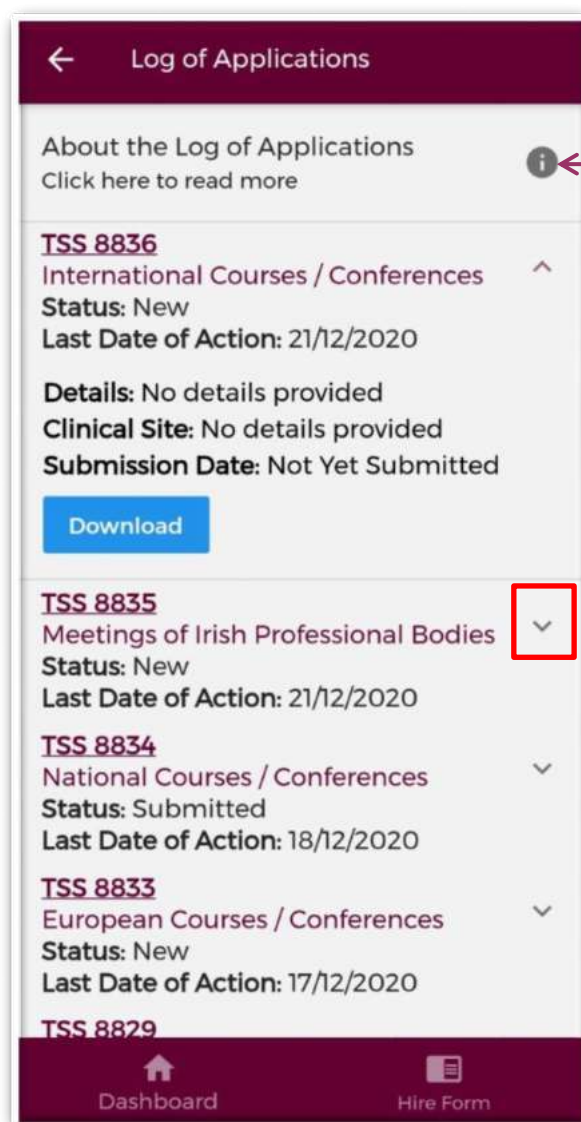 Log of Applications
About the Log of Applications
Click here to read more
TSS 8836
International Courses / Conferences
Status: New
Last Date of Action: 21/12/2020
Details: No details provided
Clinical Site: No details provided
Submission Date: Not Yet Submitted
Download
TSS 8835
Meetings of Irish Professional Bodies
Status: New
Last Date of Action: 21/12/2020
TSS 8834
National Courses / Conferences
Status: Submitted
Last Date of Action: 18/12/2020
TSS 8833
European Courses / Conferences
Status: New
Last Date of Action: 17/12/2020
TSS 8829
Dashboard
Hire Form